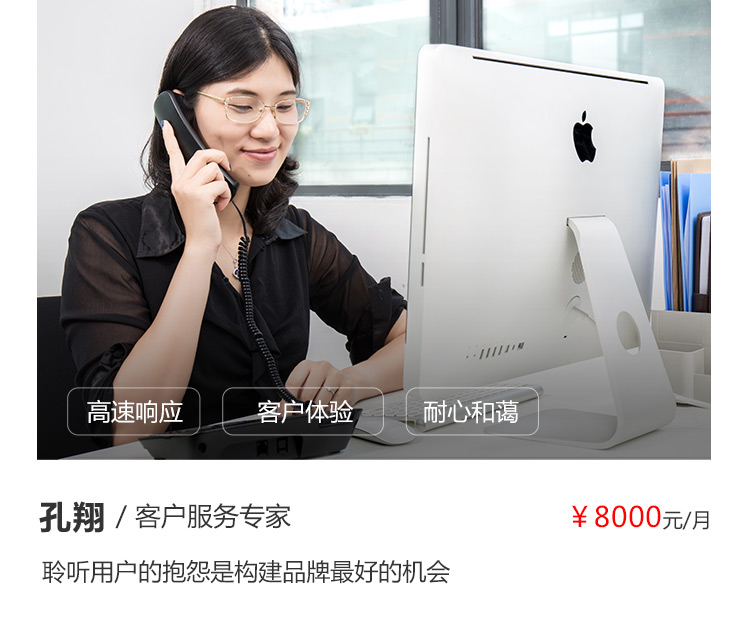 高速响应 客户体验 耐心和蔼
孔翔 / 客户服务专家 ￥8000元/月
聆听用户的抱怨是构建品牌最好的机会